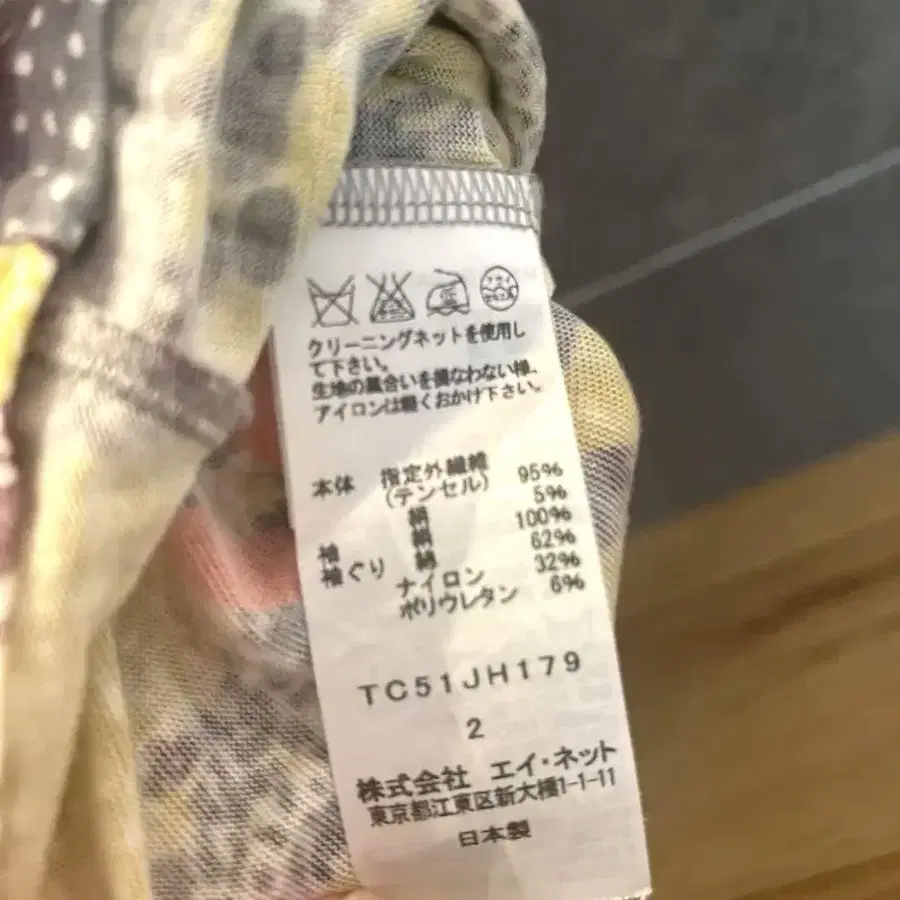 クリーニングネットを使用し
て下さい。
生地の風合いを損なわない様、
アイロンは軽くおかけ下さい。
本体 指定外繊維 95%
(テンセル)
絹 5%
袖 絹 100%
袖ぐり 綿 62%
ナイロン 32%
ポリウレタン 6%
TC51JH179
2
株式会社 エイ・ネット
東京都江東区新大橋1-1-11
日本製